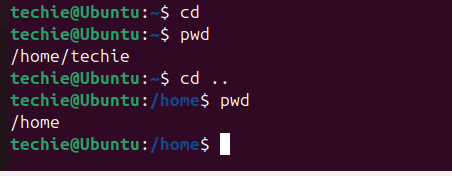 techie@Ubuntu:~$ cd
techie@Ubuntu:~$ pwd
/home/techie
techie@Ubuntu:~$ cd ..
techie@Ubuntu:/home$ pwd
/home
techie@Ubuntu:/home$